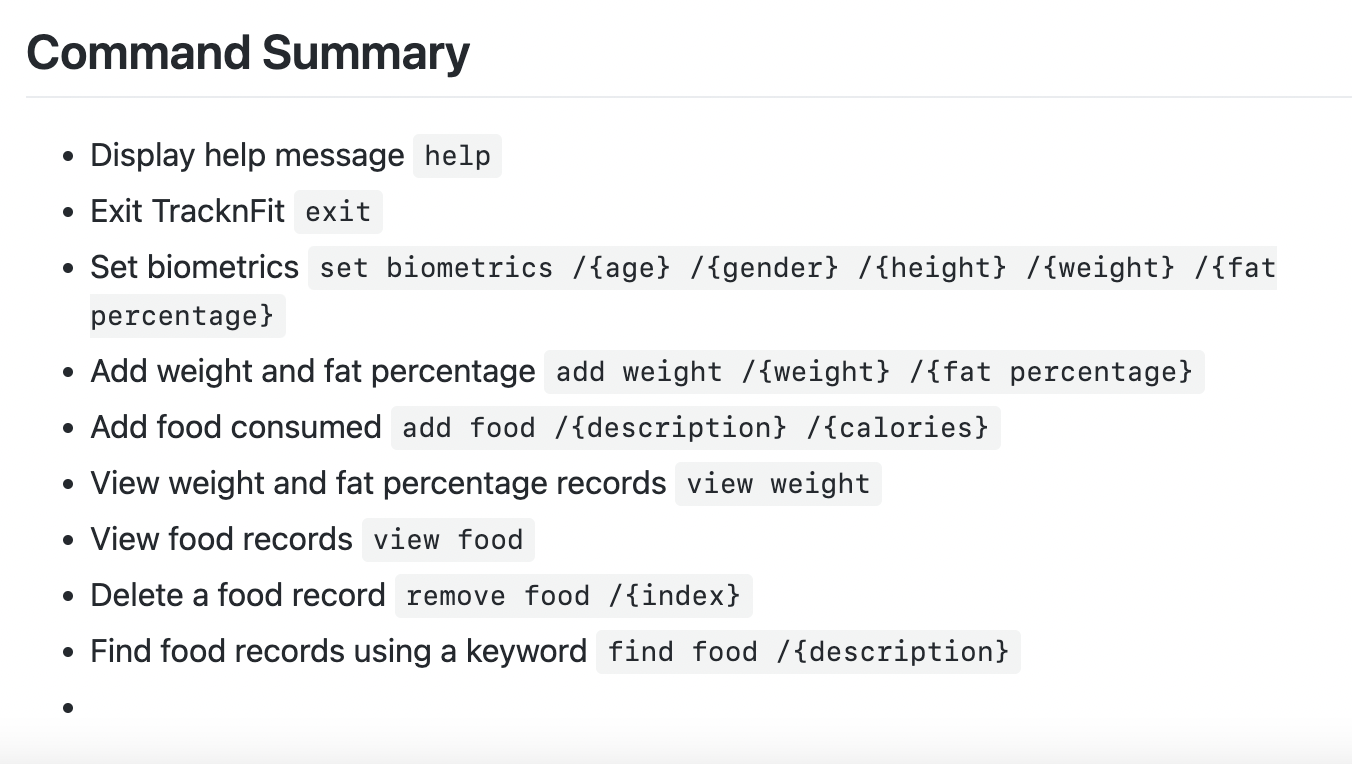 Command Summary
• Display help message help
• Exit TracknFit exit
• Set biometrics set biometrics /{age} /{gender} /{height} /{weight} /{fat
percentage}
• Add weight and fat percentage add weight /{weight} /{fat percentage}
• Add food consumed add food /{description} /{calories}
• View weight and fat percentage records view weight
• View food records view food
• Delete a food record remove food /{index}
• Find food records using a keyword find food /{description}
•